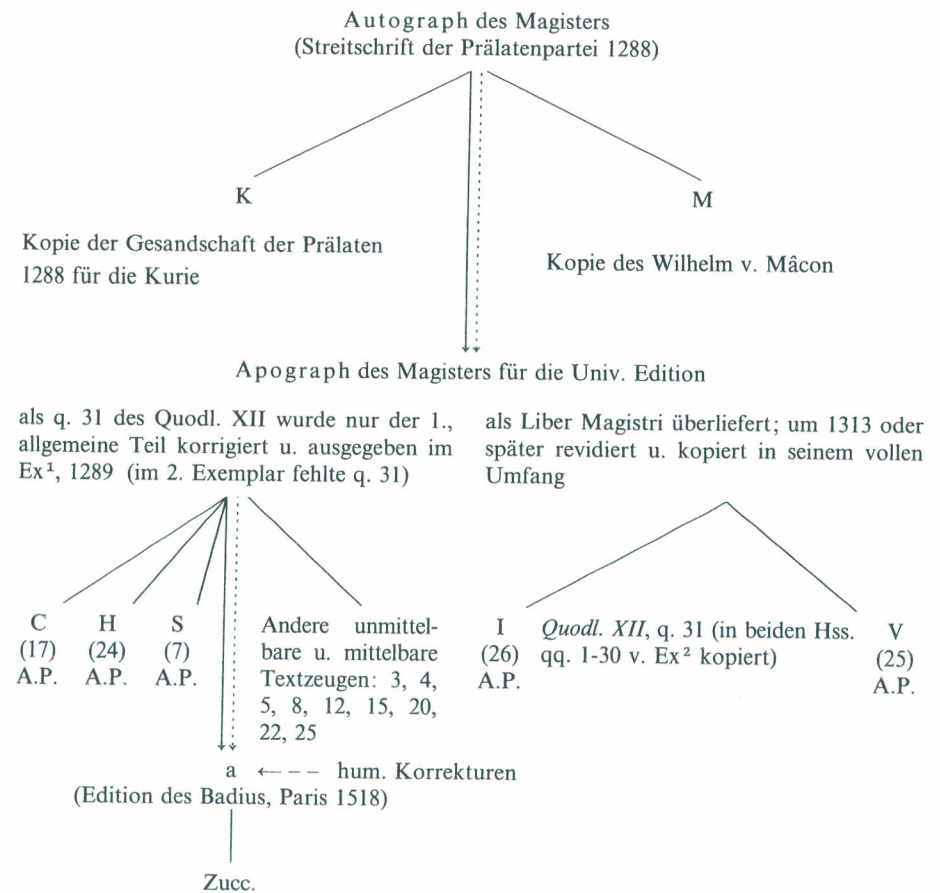 Autograph des Magisters
(Streitschrift der Prälatenpartei 1288)
K
M
Kopie der Gesandschaft der Prälaten
1288 für die Kurie
Kopie des Wilhelm v. Mâcon
Apograph des Magisters für die Univ. Edition
als q. 31 des Quodl. XII wurde nur der 1.,
allgemeine Teil korrigiert u. ausgegeben im
Ex¹, 1289 (im 2. Exemplar fehlte q. 31)
als Liber Magistri überliefert; um 1313 oder
später revidiert u. kopiert in seinem vollen
Umfang
C
(17)
A.P.
H
(24)
A.P.
S
(7)
A.P.
Andere unmittel-
bare u. mittelbare
Textzeugen: 3, 4,
5, 8, 12, 15, 20,
22, 25
I
(26)
A.P.
Quodl. XII, q. 31 (in beiden Hss.
qq. 1-30 v. Ex² kopiert)
V
(25)
A.P.
a ←--- hum. Korrekturen
(Edition des Badius, Paris 1518)
Zucc.